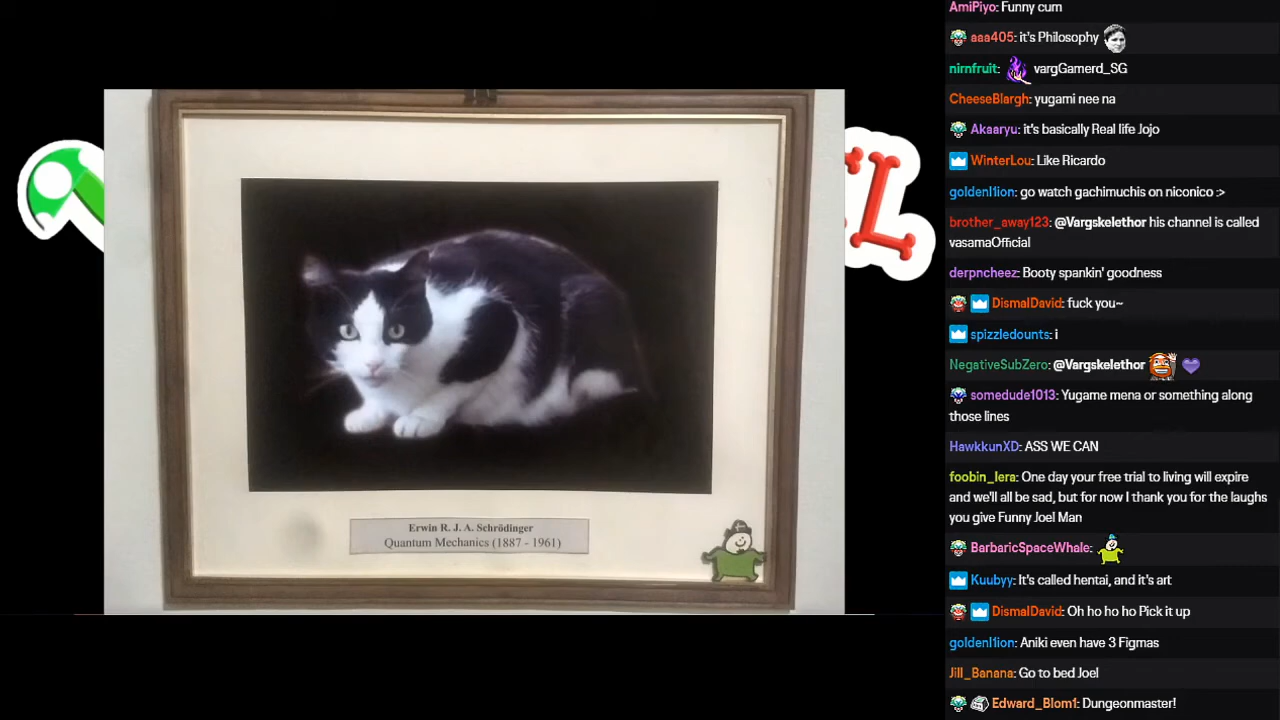 Erwin R. J. A. Schrödinger
Quantum Mechanics (1887 - 1961)
AmiPiyo: Funny cum
aaa405: it's Philosophy
nirnfruit: vargGamerd_SG
CheeseBlargh: yugami nee na
Akaaryu: it's basically Real life Jojo
WinterLou: Like Ricardo
goldenl1ion: go watch gachimuchis on niconico :>
brother_away123: @Vargskelethor his channel is called
vasamaOfficial
derpncheez: Booty spankin' goodness
DismalDavid: fuck you~
spizzledounts: i
NegativeSubZero: @Vargskelethor
somedude1013: Yugame mena or something along
those lines
HawkkunXD: ASS WE CAN
foobin_lera: One day your free trial to living will expire
and we'll all be sad, but for now I thank you for the laughs
you give Funny Joel Man
BarbaricSpaceWhale:
Kuubyy: It's called hentai, and it's art
DismalDavid: Oh ho ho ho Pick it up
goldenl1ion: Aniki even have 3 Figmas
Jill_Banana: Go to bed Joel
Edward_Blom1: Dungeonmaster!